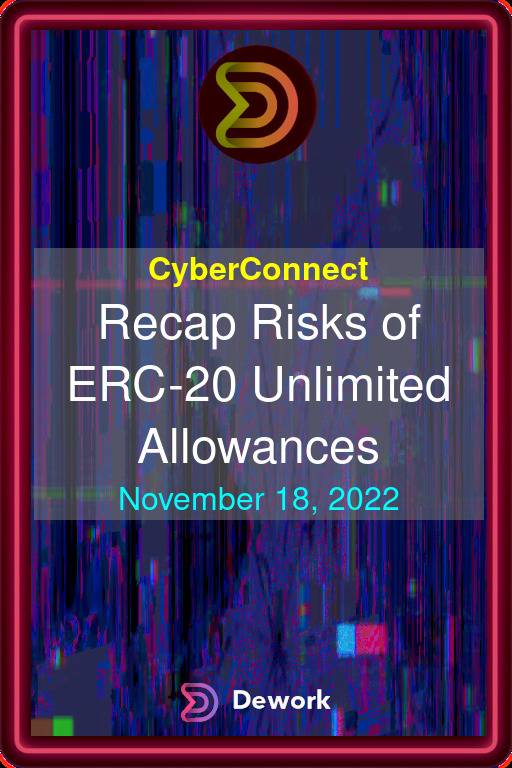 CyberConnect
Recap Risks of
ERC-20 Unlimited
Allowances
November 18, 2022
Dework